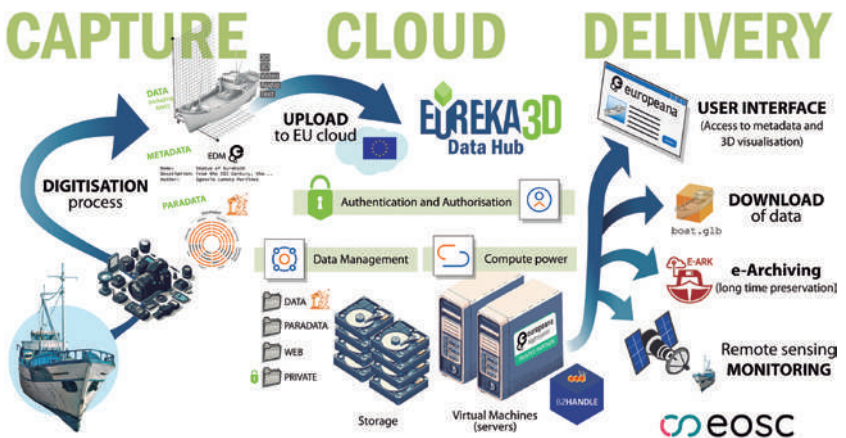 CAPTURE
CLOUD
DELIVERY
DATA
METADATA
EDM
PARADATA
DIGITISATION
process
UPLOAD
to EU cloud
EUREKA3D
Data Hub
Authentication and Authorisation
Data Management
Compute power
DATA
PARADATA
WEB
PRIVATE
Storage
europeana
Virtual Machines
(servers)
B2HANDLE
europeana
USER INTERFACE
(Access to metadata and
3D visualisation)
DOWNLOAD
of data
boat.glb
E-ARK
e-Archiving
(long time preservation)
Remote sensing
MONITORING
eosc